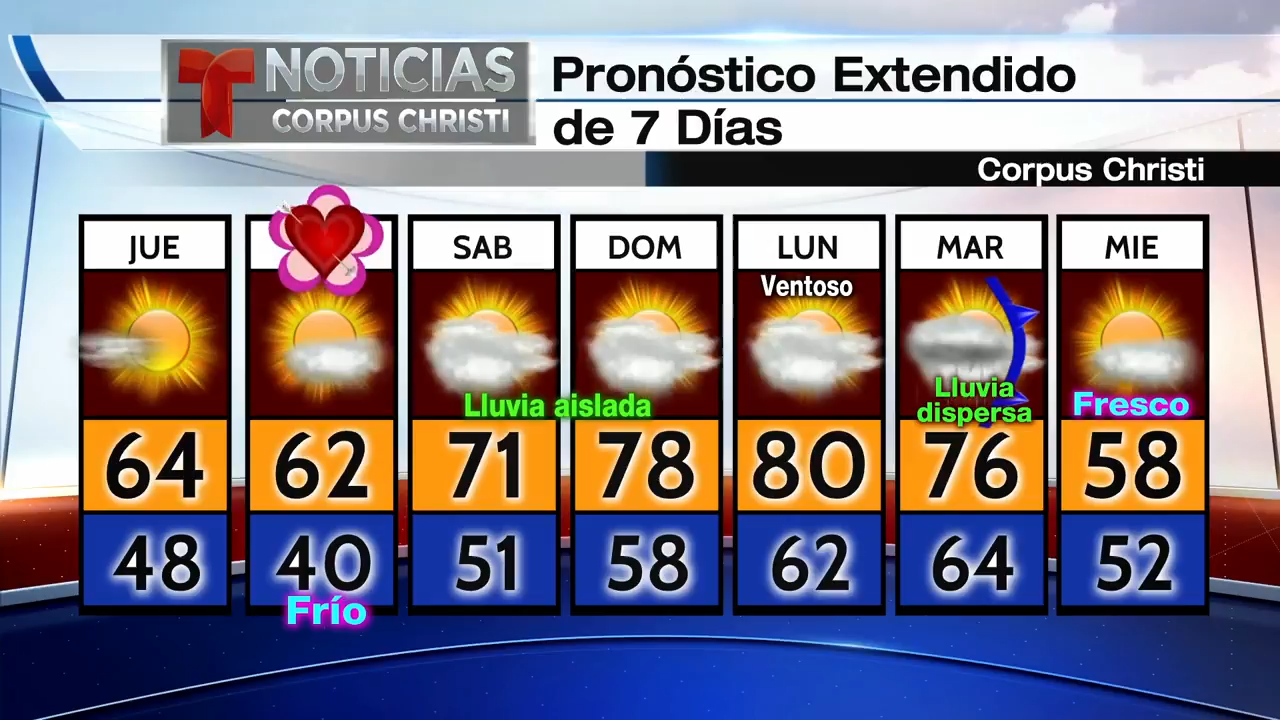 NOTICIAS
CORPUS CHRISTI
Pronóstico Extendido
de 7 Días
Corpus Christi
JUE
SAB
DOM
LUN
MAR
MIE
Ventoso
Lluvia aislada
Lluvia
dispersa
Fresco
64
62
71
78
80
76
58
48
40
51
58
62
64
52
Frío